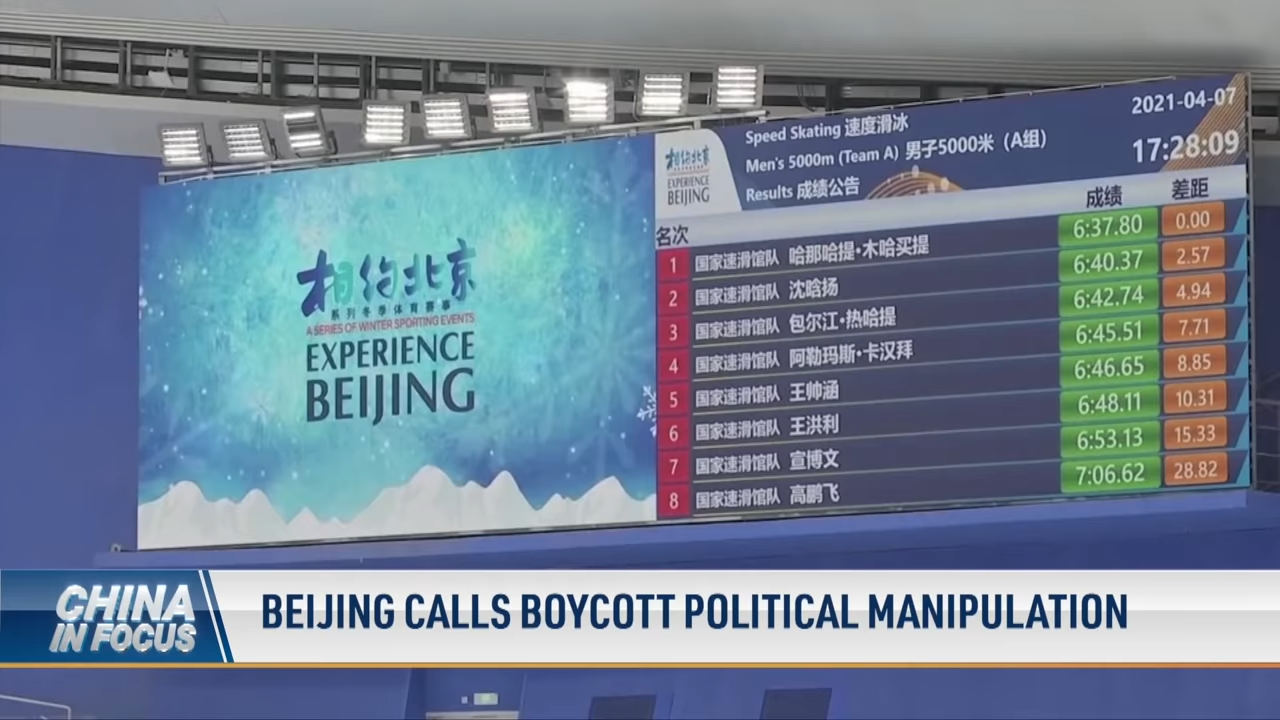 相约北京
系列冬季体育赛事
A SERIES OF WINTER SPORTING EVENTS
EXPERIENCE
BEIJING
相约北京
EXPERIENCE
BEIJING
Speed Skating 速度滑冰
Men's 5000m (Team A) 男子5000米（A组）
Results 成绩公告
2021-04-07
17:28:09
名次 成绩 差距
1 国家速滑馆队 哈那哈提•木哈买提 6:37.80 0.00
2 国家速滑馆队 沈晗扬 6:40.37 2.57
3 国家速滑馆队 包尔江•热哈提 6:42.74 4.94
4 国家速滑馆队 阿勒玛斯•卡汉拜 6:45.51 7.71
5 国家速滑馆队 王帅涵 6:46.65 8.85
6 国家速滑馆队 王洪利 6:48.11 10.31
7 国家速滑馆队 宣博文 6:53.13 15.33
8 国家速滑馆队 高鹏飞 7:06.62 28.82
CHINA
IN FOCUS
BEIJING CALLS BOYCOTT POLITICAL MANIPULATION